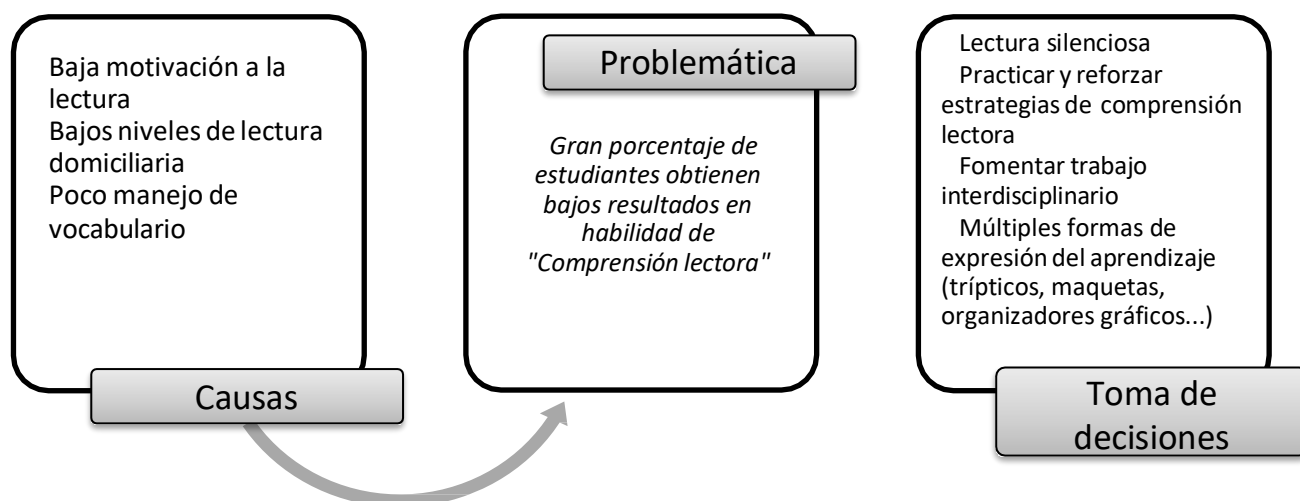 Baja motivación a la
lectura
Bajos niveles de lectura
domiciliaria
Poco manejo de
vocabulario
Causas
Problemática
Gran porcentaje de
estudiantes obtienen
bajos resultados en
habilidad de
"Comprensión lectora"
Lectura silenciosa
Practicar y reforzar
estrategias de comprensión
lectora
Fomentar trabajo
interdisciplinario
Múltiples formas de
expresión del aprendizaje
(trípticos, maquetas,
organizadores gráficos...)
Toma de
decisiones